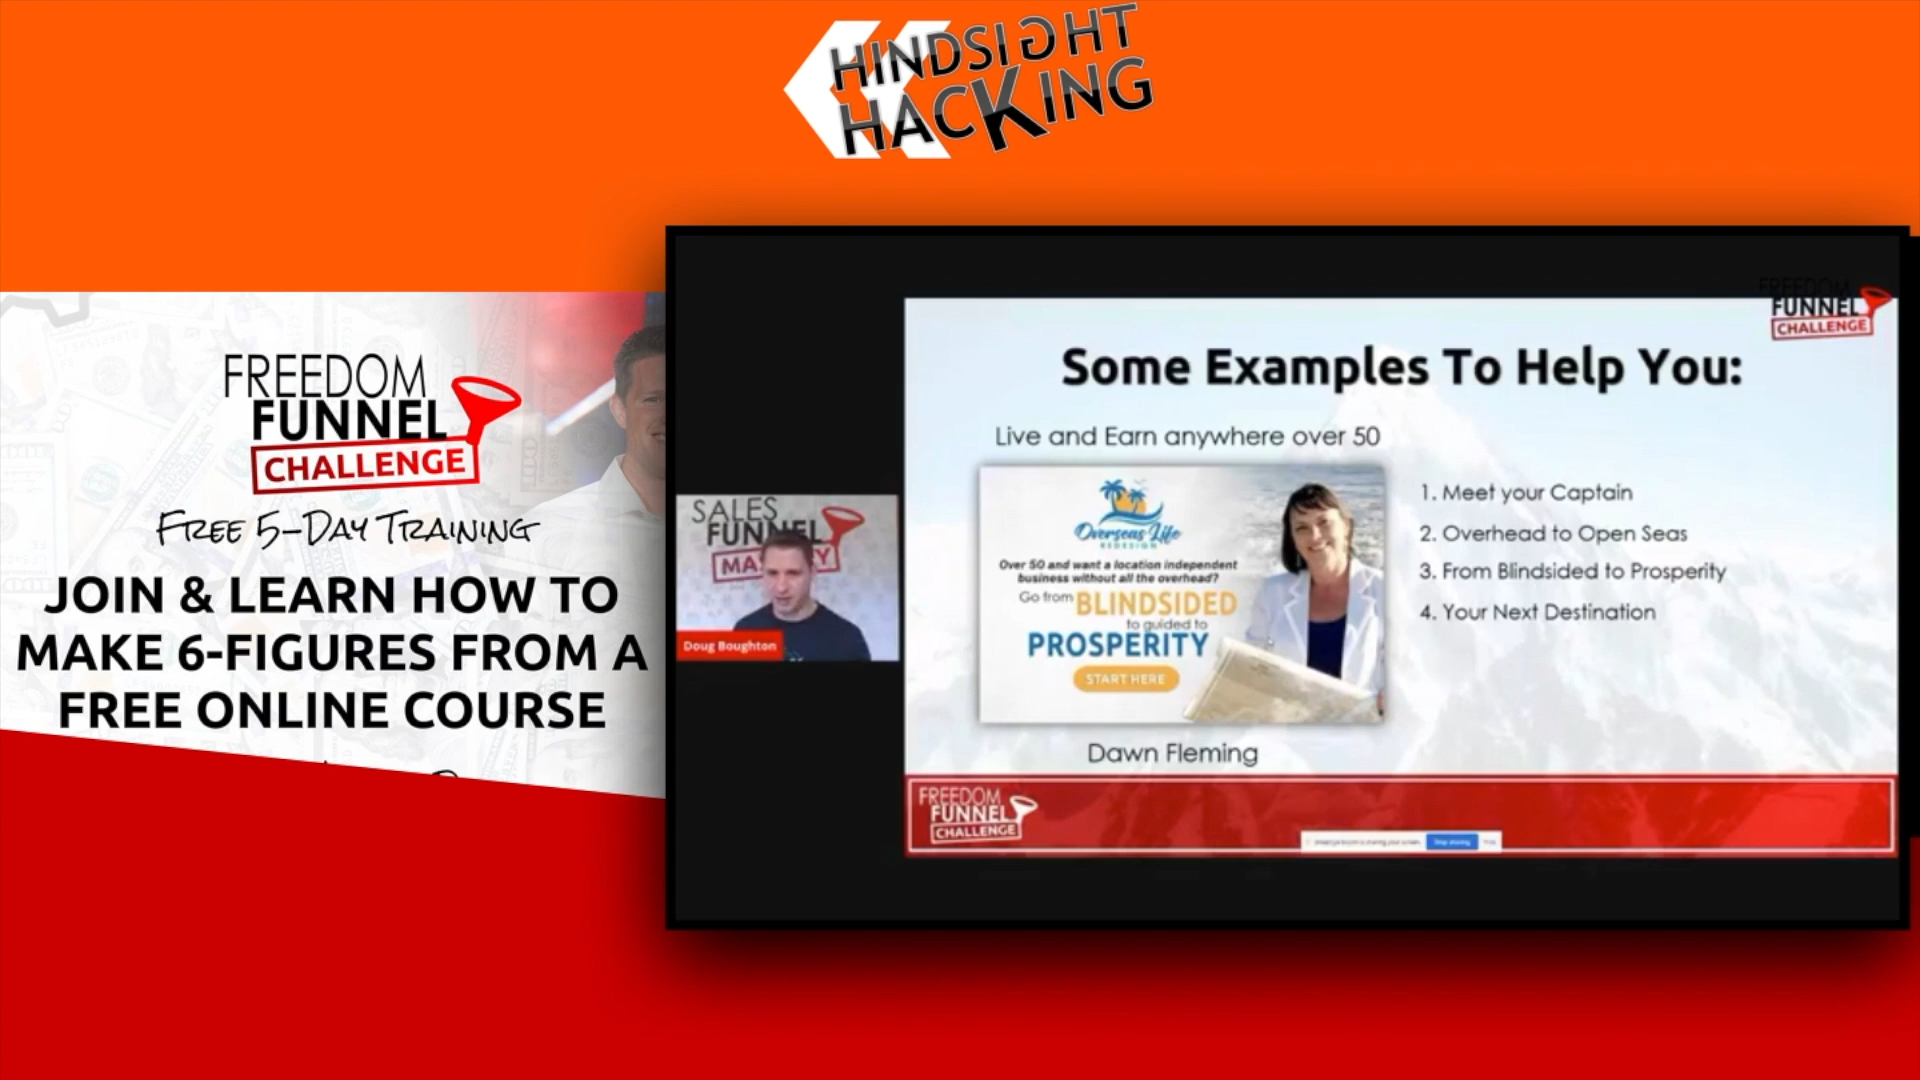 HINDSIGHT
HACKING
FREEDOM
FUNNEL
CHALLENGE
FREE 5-DAY TRAINING
JOIN & LEARN HOW TO
MAKE 6-FIGURES FROM A
FREE ONLINE COURSE
SALES
FUNNEL
MASTERY
Doug Boughton
FREEDOM
FUNNEL
CHALLENGE
Some Examples To Help You:
Live and Earn anywhere over 50
Overseas Life
REDESIGN
Over 50 and want a location independent
business without all the overhead?
Go from BLINDSIDED
to guided to
PROSPERITY
START HERE
Dawn Fleming
1. Meet your Captain
2. Overhead to Open Seas
3. From Blindsided to Prosperity
4. Your Next Destination
FREEDOM
FUNNEL
CHALLENGE
Stop sharing